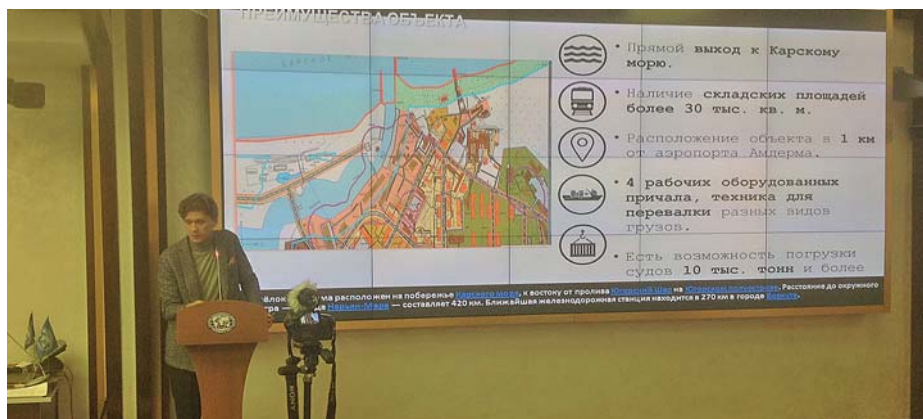 ПРЕИМУЩЕСТВА ОБЪЕКТА
• Прямой выход к Карскому
морю.
• Наличие складских площадей
более 30 тыс. кв. м.
• Расположение объекта в 1 км
от аэропорта Амдерма.
• 4 рабочих оборудованных
причала, техника для
перевалки разных видов
грузов.
• Есть возможность погрузки
судов 10 тыс. тонн и более
расположен на побережье Карского моря, к востоку от пролива Югорский Шар на Югорском полуострове. Расстояние до окружного
Нарьян-Мара — составляет 420 км. Ближайшая железнодорожная станция находится в 270 км в городе Воркута.
SONY